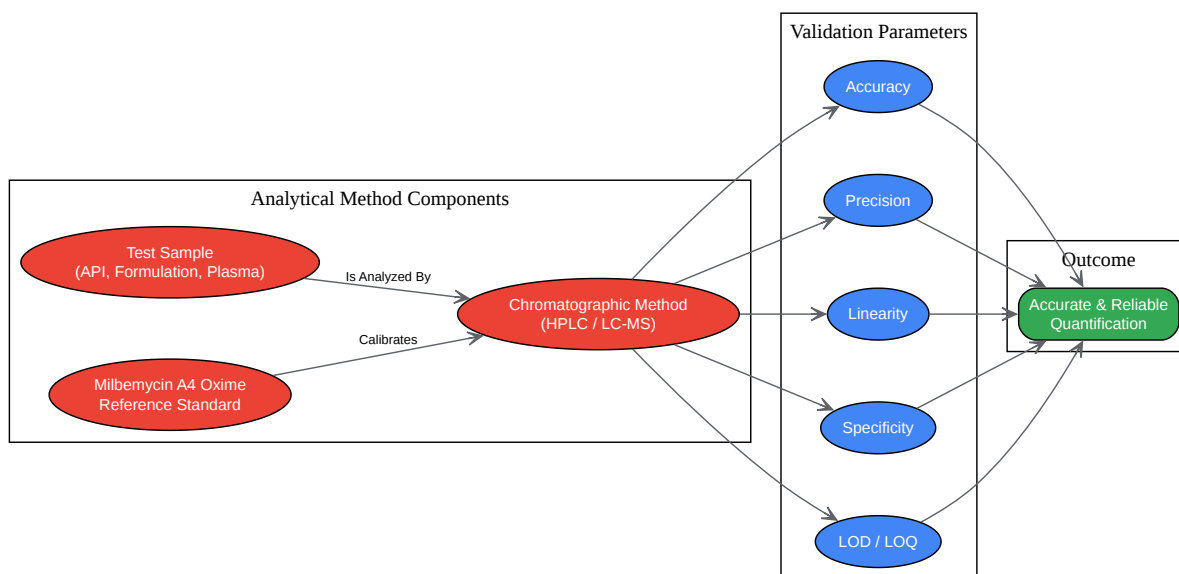 Validation Parameters
Accuracy
Analytical Method Components
Precision
Test Sample
(API, Formulation, Plasma)
Is Analyzed By
Outcome
Chromatographic Method
(HPLC / LC-MS)
Linearity
Accurate & Reliable
Quantification
Calibrates
Milbemycin A4 Oxime
Reference Standard
Specificity
LOD / LOQ